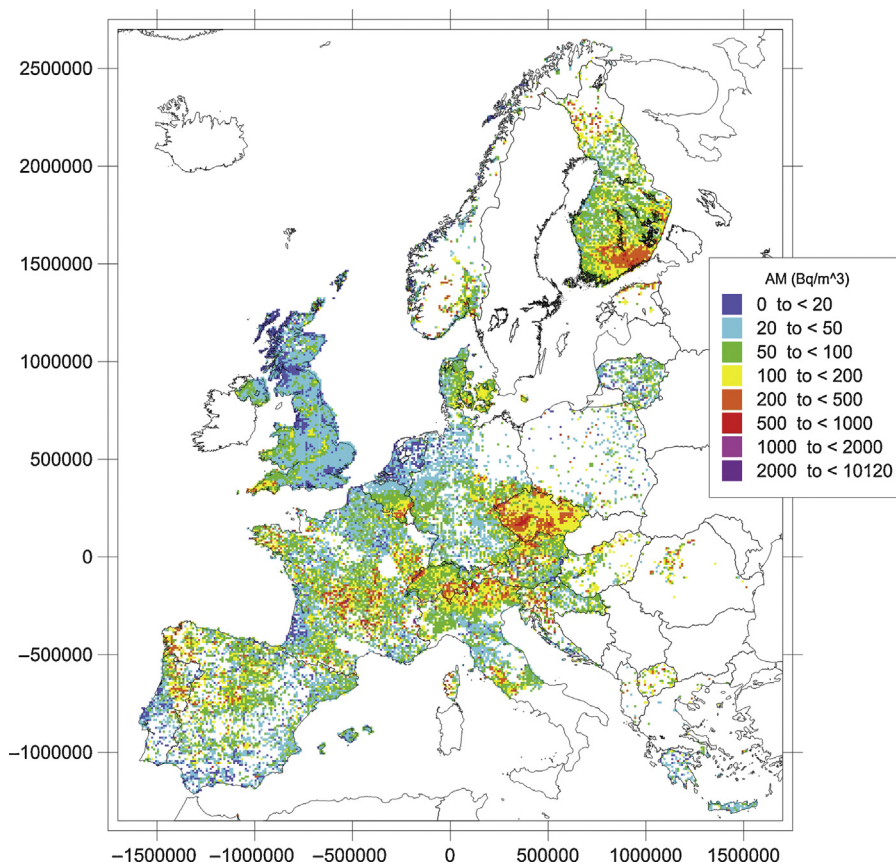 2500000
2000000
1500000
1000000
500000
0
−500000
−1000000
AM (Bq/m^3)
0 to < 20
20 to < 50
50 to < 100
100 to < 200
200 to < 500
500 to < 1000
1000 to < 2000
2000 to < 10120
−1500000 −1000000 −500000 0 500000 1000000 1500000